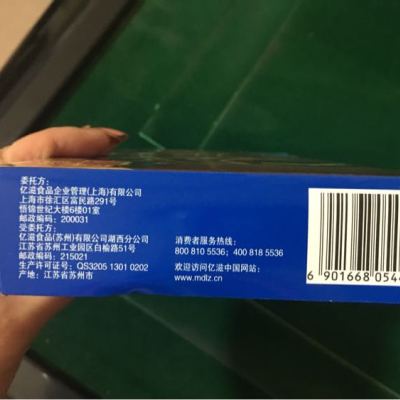 委托方:
亿滋食品企业管理(上海)有限公司
上海市徐汇区富民路291号
悟锦世纪大楼6楼01室
邮政编码: 200031
受委托方:
亿滋食品(苏州)有限公司湖西分公司
江苏省苏州工业园区白榆路51号
邮政编码: 215021
生产许可证号: QS3205 1301 0202
产地: 江苏省苏州市
消费者服务热线:
800 810 5536; 400 818 5536
欢迎访问亿滋中国网站:
www.mdlz.cn
6 901668 054